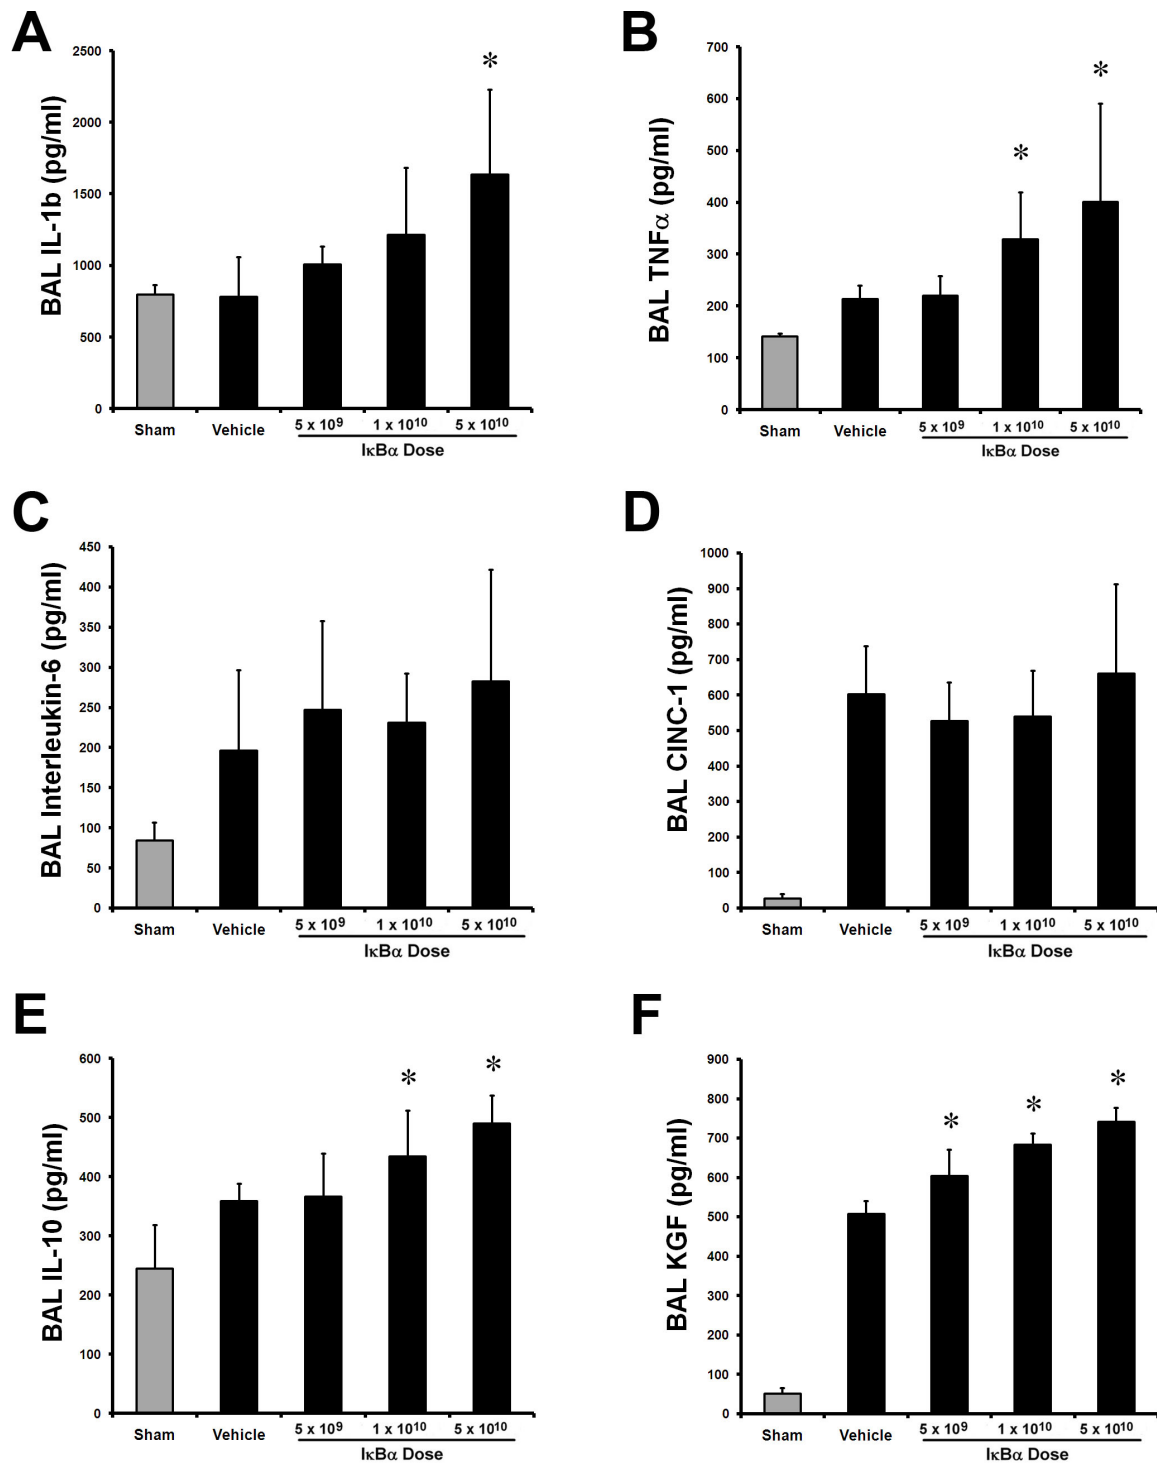 A
BAL IL-1b (pg/ml)
2500
2000
1500
1000
500
0
*
Sham Vehicle 5 x 10⁹ 1 x 10¹⁰ 5 x 10¹⁰
IκBα Dose
B
BAL TNFα (pg/ml)
700
600
500
400
300
200
100
0
* *
Sham Vehicle 5 x 10⁹ 1 x 10¹⁰ 5 x 10¹⁰
IκBα Dose
C
BAL Interleukin-6 (pg/ml)
450
400
350
300
250
200
150
100
50
0
Sham Vehicle 5 x 10⁹ 1 x 10¹⁰ 5 x 10¹⁰
IκBα Dose
D
BAL CINC-1 (pg/ml)
1000
900
800
700
600
500
400
300
200
100
0
Sham Vehicle 5 x 10⁹ 1 x 10¹⁰ 5 x 10¹⁰
IκBα Dose
E
BAL IL-10 (pg/ml)
600
500
400
300
200
100
0
* *
Sham Vehicle 5 x 10⁹ 1 x 10¹⁰ 5 x 10¹⁰
IκBα Dose
F
BAL KGF (pg/ml)
900
800
700
600
500
400
300
200
100
0
* * *
Sham Vehicle 5 x 10⁹ 1 x 10¹⁰ 5 x 10¹⁰
IκBα Dose